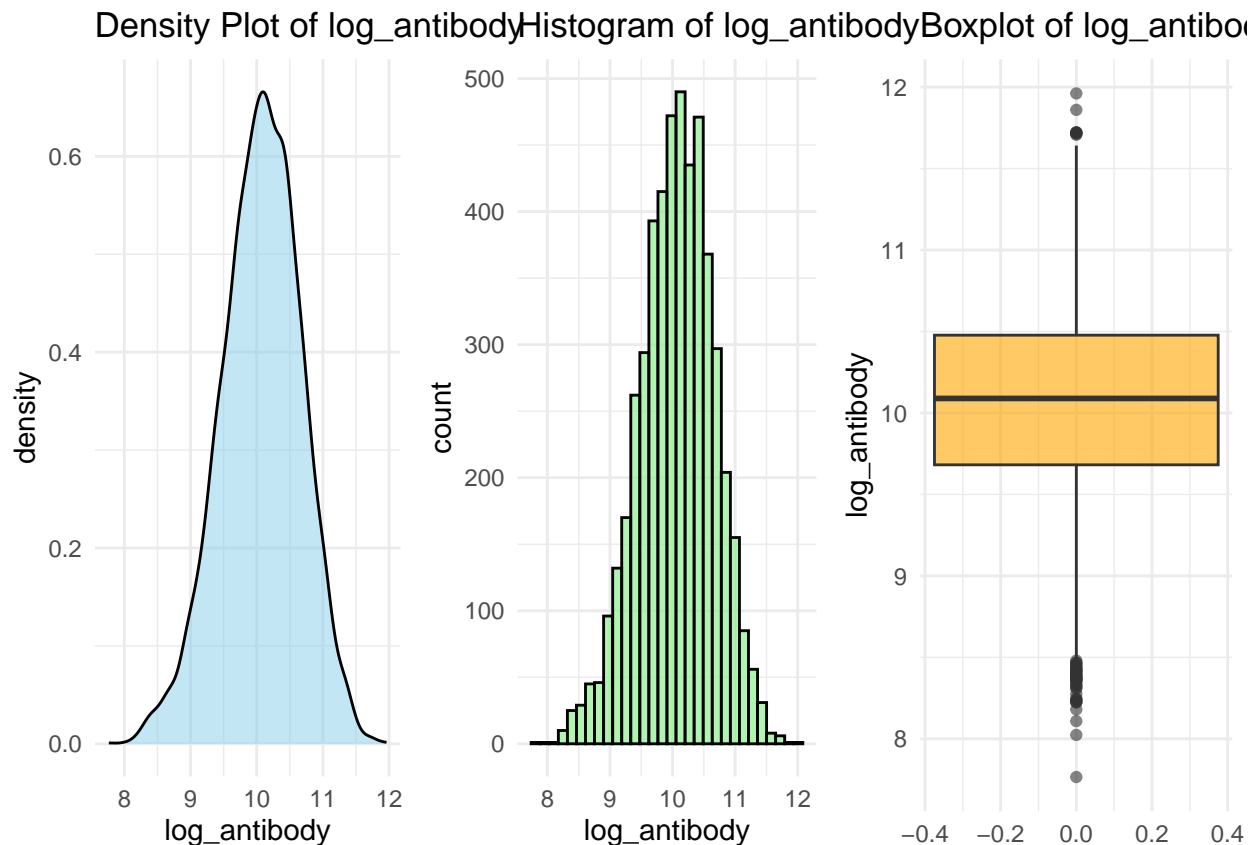 Density Plot of log_antibody
0.6
0.4
0.2
0.0
density
8 9 10 11 12
log_antibody
Histogram of log_antibody
500
400
300
200
100
0
count
8 9 10 11 12
log_antibody
Boxplot of
12
11
10
9
8
log_antibody
−0.4 −0.2 0.0 0.2 0.4